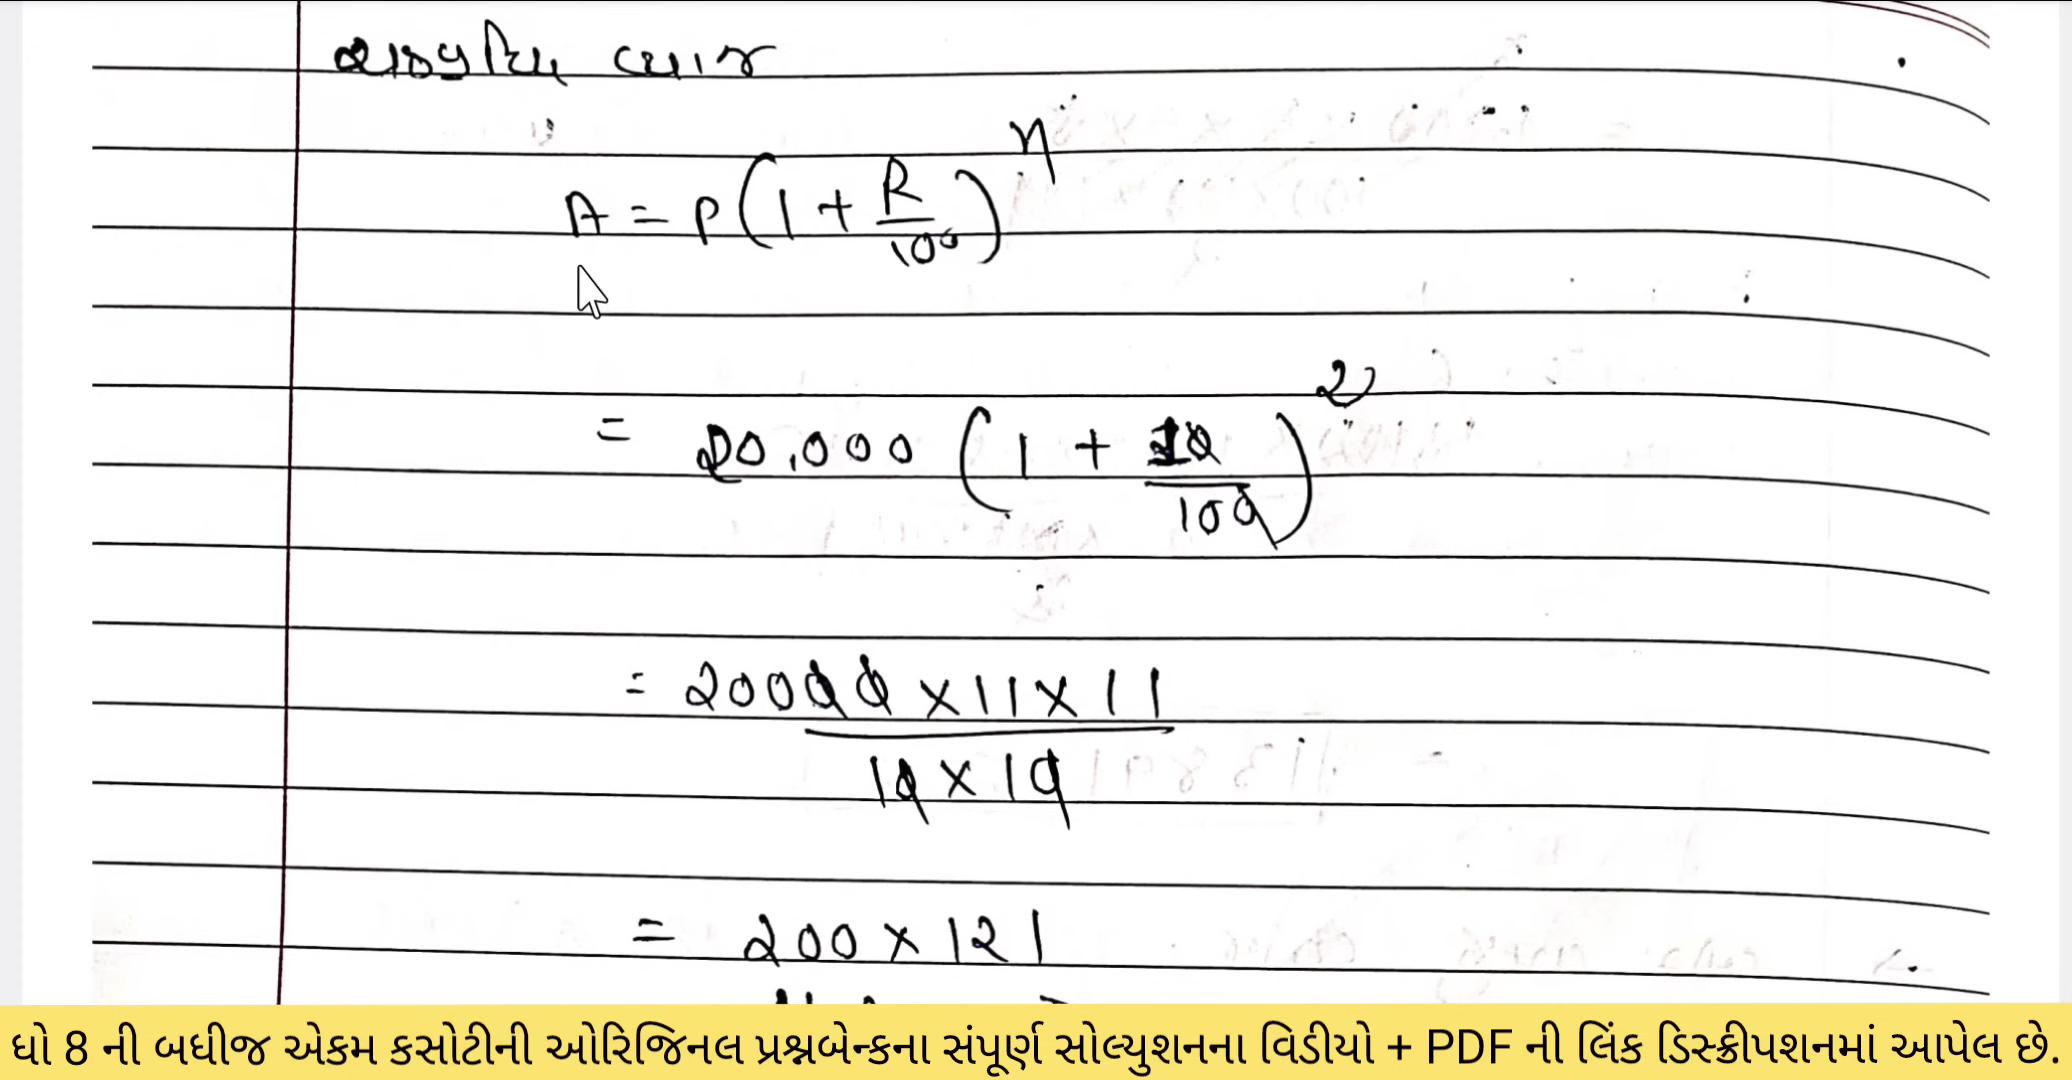 ચક્રવૃદ્ધિ વ્યાજ
A = P(1 + R/100)^n
= 20,000 (1 + 10/100)^2
= 20000 x 11 x 11 / 10 x 10
= 200 x 121
ધો 8 ની બધીજ એકમ કસોટીની ઓરિજિનલ પ્રશ્નબેન્કના સંપૂર્ણ સોલ્યુશનના વિડીયો + PDF ની લિંક ડિસ્ક્રીપશનમાં આપેલ છે.